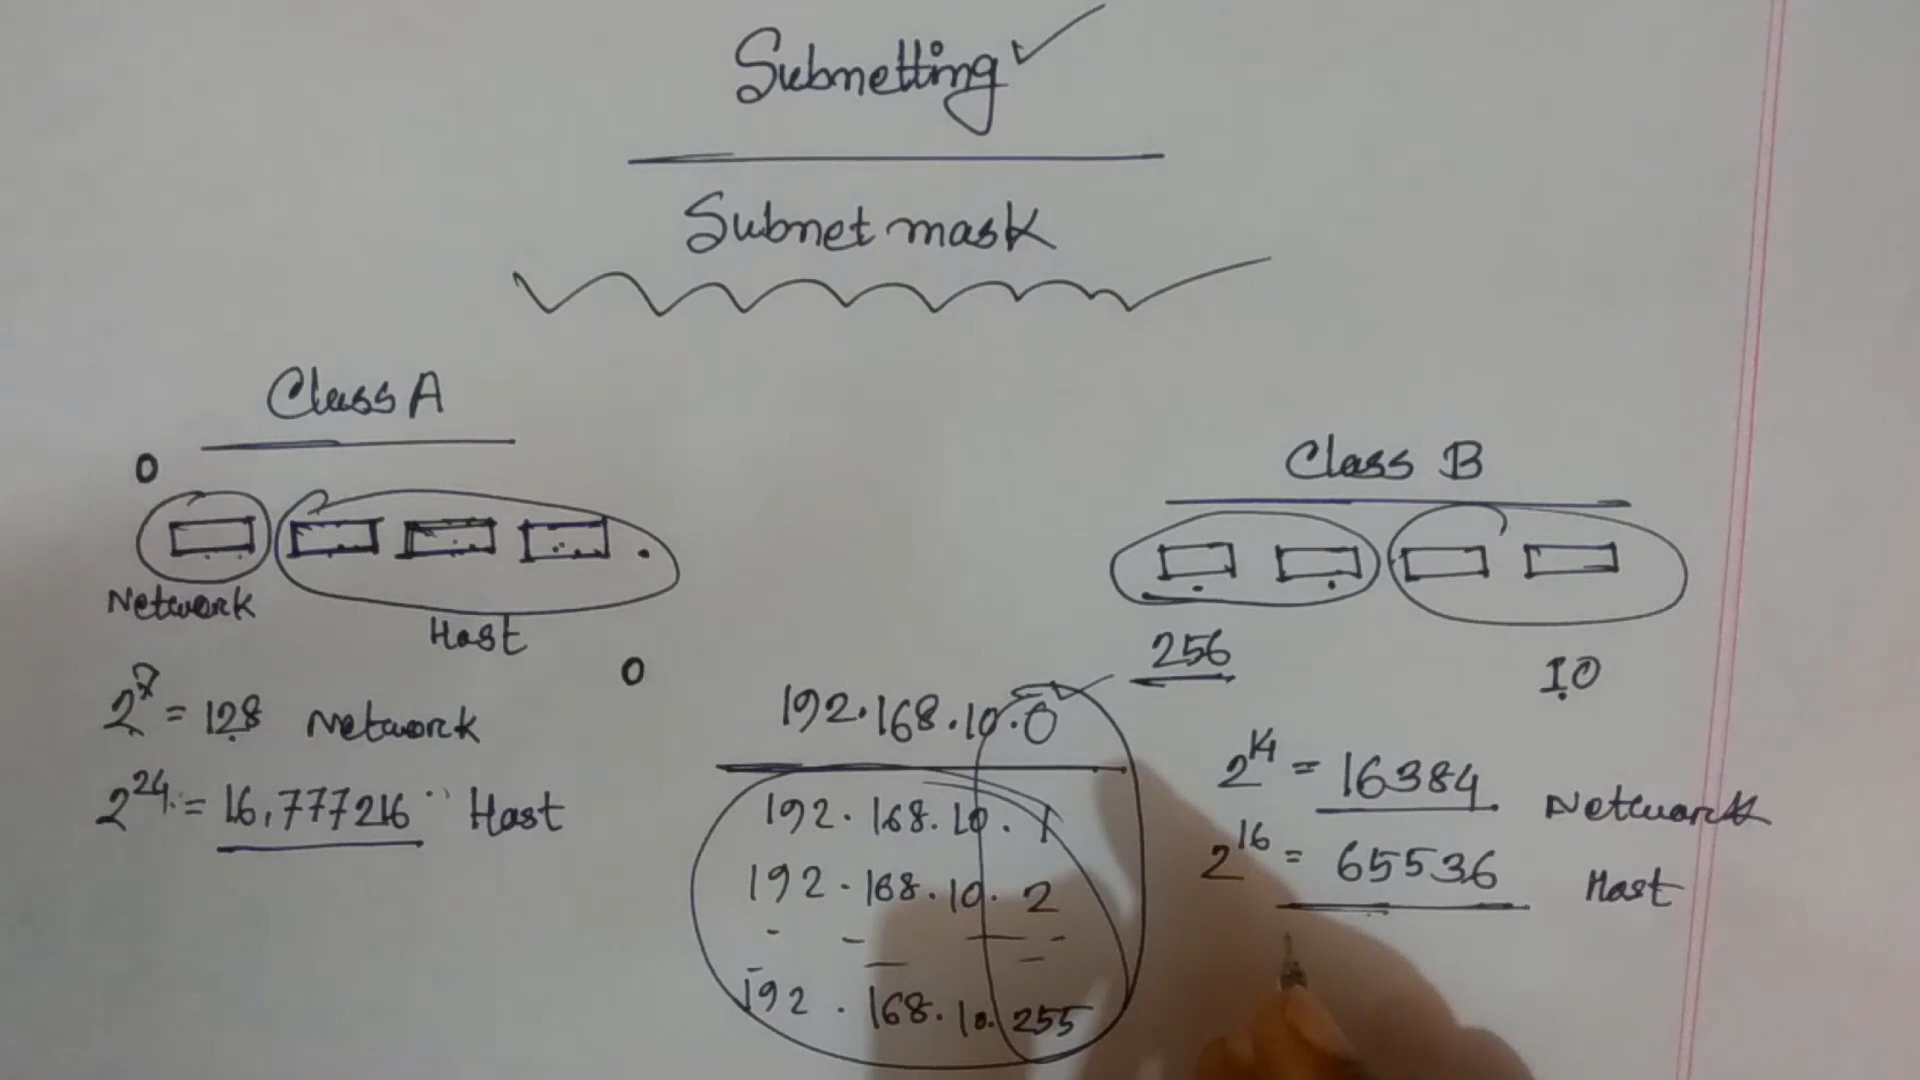 Subnetting
Subnet mask
Class A
0
Network
Host
0
2^7 = 128 Network
2^24 = 16,777216 Host
192.168.10.0
192.168.10.1
192.168.10.2
192.168.10.255
Class B
256
10
2^14 = 16384 Network
2^16 = 65536 Host